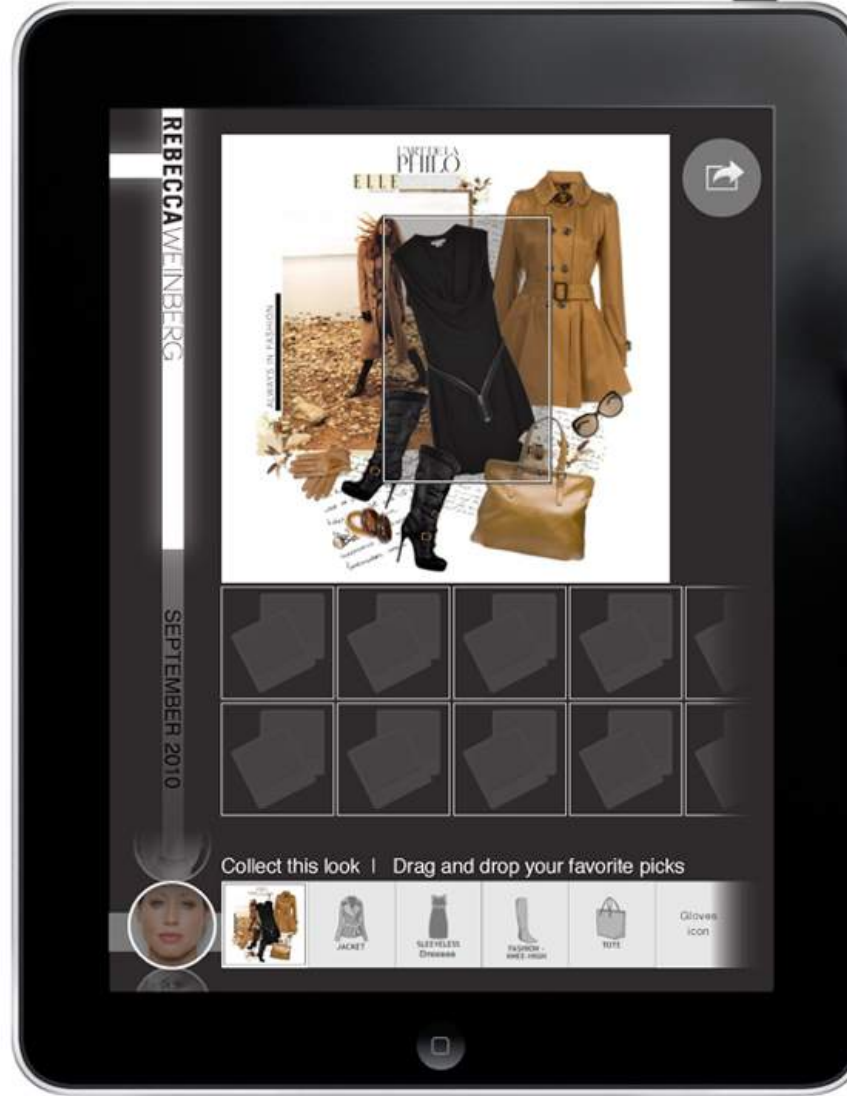 REBECCAWEINBERG
SEPTEMBER 2010
L'ART DE LA
PHILO
ELLE
ALWAYS IN FASHION
Collect this look | Drag and drop your favorite picks
JACKET
SLEEVELESS
Dresses
FASHION -
KNEE-HIGH
TOTE
Gloves
icon